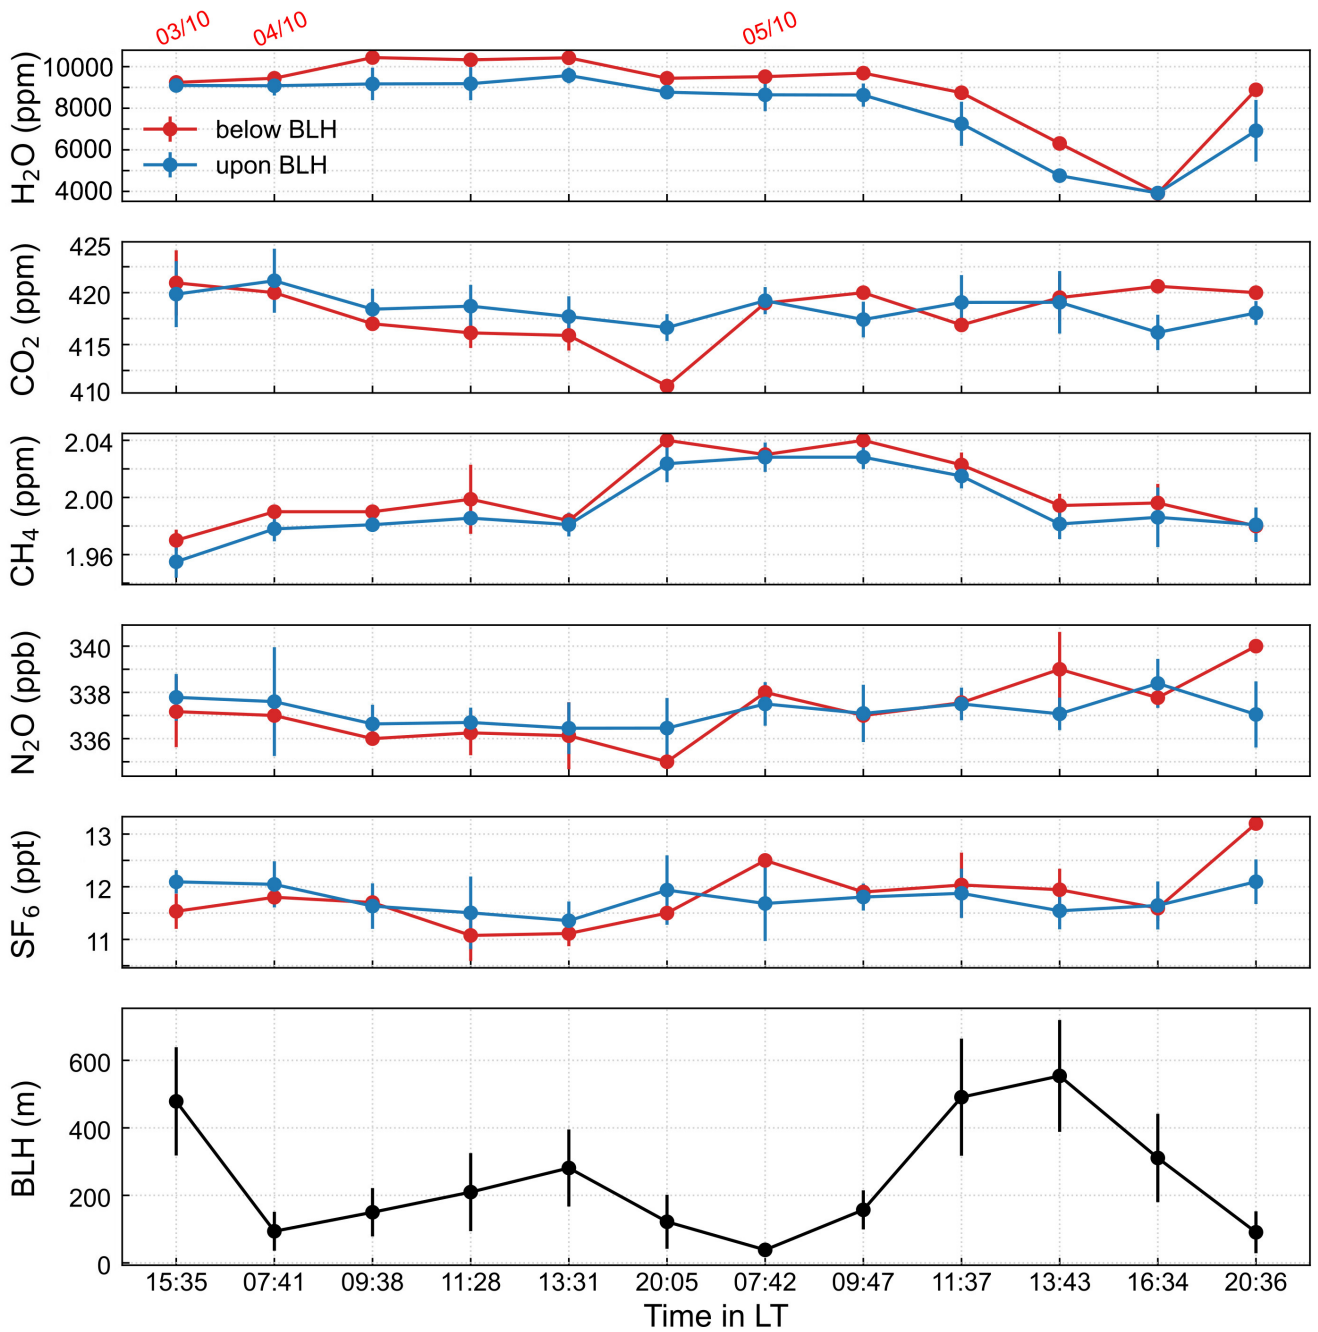 03/10 04/10 05/10
H2O (ppm)
10000
8000
6000
4000
below BLH
upon BLH
CO2 (ppm)
425
420
415
410
CH4 (ppm)
2.04
2.00
1.96
N2O (ppb)
340
338
336
SF6 (ppt)
13
12
11
BLH (m)
600
400
200
0
15:35 07:41 09:38 11:28 13:31 20:05 07:42 09:47 11:37 13:43 16:34 20:36
Time in LT